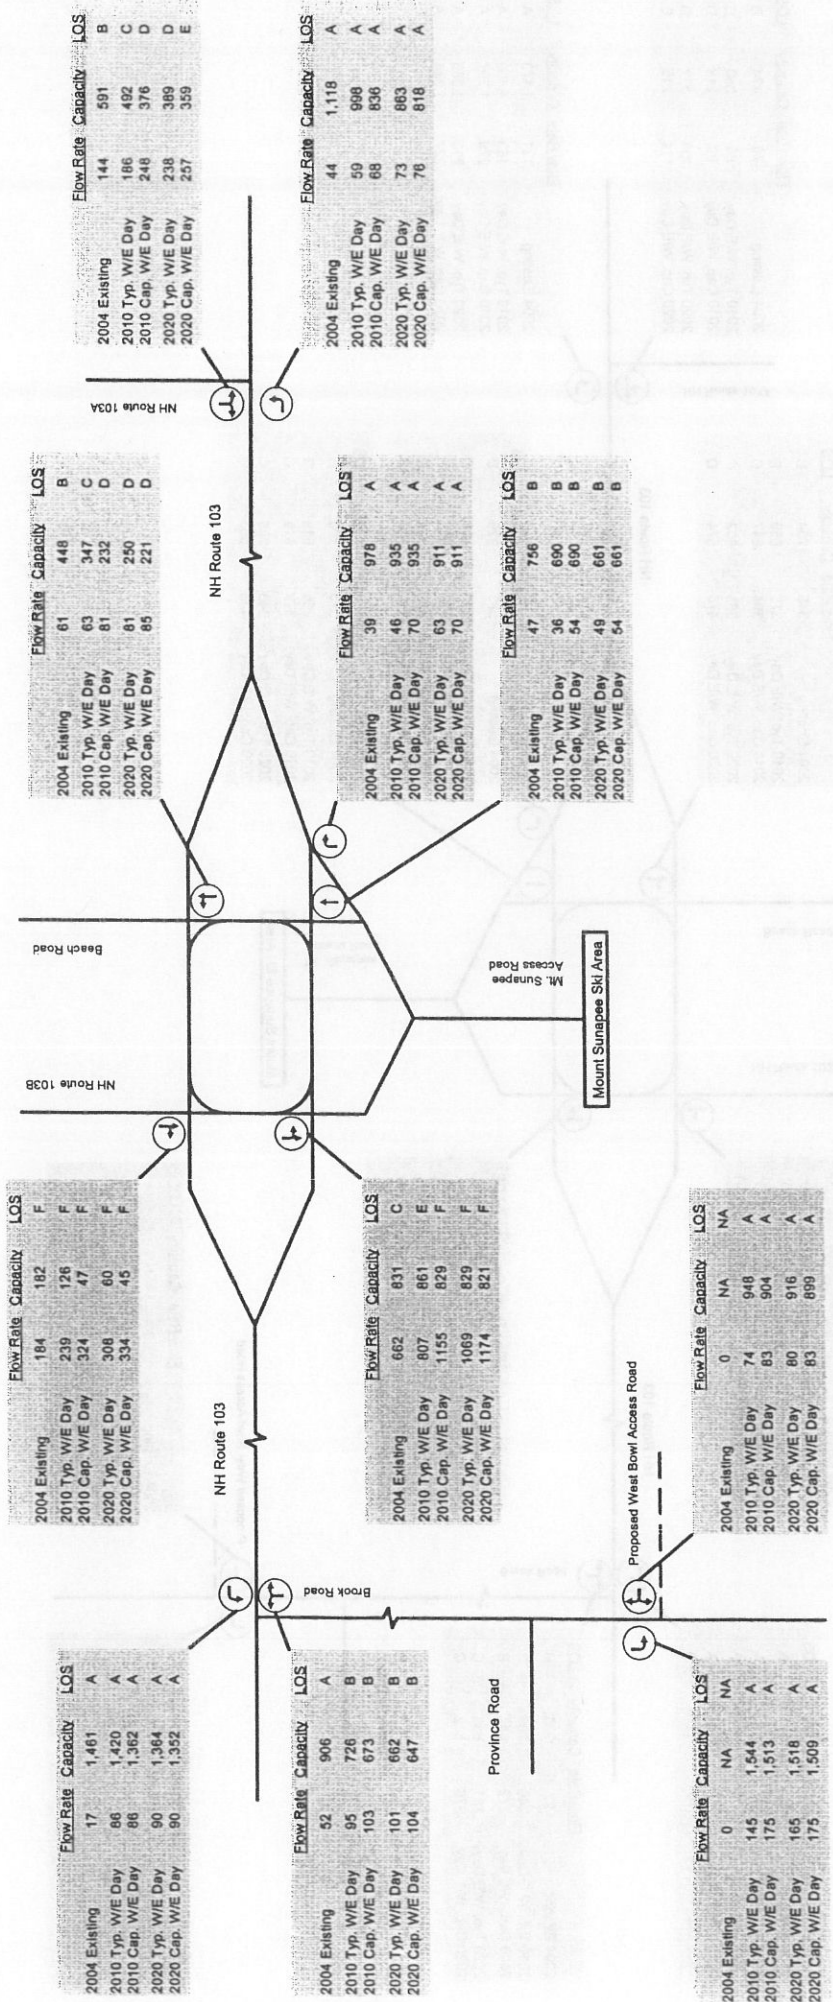 Flow Rate Capacity LOS
2004 Existing 17 1,461 A
2010 Typ. W/E Day 86 1,420 A
2010 Cap. W/E Day 86 1,362 A
2020 Typ. W/E Day 90 1,364 A
2020 Cap. W/E Day 90 1,352 A
Flow Rate Capacity LOS
2004 Existing 184 182 F
2010 Typ. W/E Day 239 126 F
2010 Cap. W/E Day 324 47 F
2020 Typ. W/E Day 308 60 F
2020 Cap. W/E Day 334 45 F
Flow Rate Capacity LOS
2004 Existing 61 448 B
2010 Typ. W/E Day 63 347 C
2010 Cap. W/E Day 81 232 D
2020 Typ. W/E Day 81 250 D
2020 Cap. W/E Day 85 221 D
Flow Rate Capacity LOS
2004 Existing 144 591 B
2010 Typ. W/E Day 186 492 C
2010 Cap. W/E Day 248 376 D
2020 Typ. W/E Day 238 389 D
2020 Cap. W/E Day 257 359 E
NH Route 103
NH Route 103B
Beach Road
NH Route 103
NH Route 103A
Brook Road
Flow Rate Capacity LOS
2004 Existing 52 906 A
2010 Typ. W/E Day 95 726 B
2010 Cap. W/E Day 103 673 B
2020 Typ. W/E Day 101 662 B
2020 Cap. W/E Day 104 647 B
Flow Rate Capacity LOS
2004 Existing 662 831 C
2010 Typ. W/E Day 807 861 E
2010 Cap. W/E Day 1155 829 F
2020 Typ. W/E Day 1069 829 F
2020 Cap. W/E Day 1174 821 F
Flow Rate Capacity LOS
2004 Existing 39 978 A
2010 Typ. W/E Day 46 935 A
2010 Cap. W/E Day 70 935 A
2020 Typ. W/E Day 63 911 A
2020 Cap. W/E Day 70 911 A
Flow Rate Capacity LOS
2004 Existing 44 1,118 A
2010 Typ. W/E Day 59 998 A
2010 Cap. W/E Day 68 836 A
2020 Typ. W/E Day 73 863 A
2020 Cap. W/E Day 78 818 A
Province Road
Proposed West Bowl Access Road
Mt. Sunapee
Access Road
Mount Sunapee Ski Area
Flow Rate Capacity LOS
2004 Existing 47 756 B
2010 Typ. W/E Day 36 690 B
2010 Cap. W/E Day 54 690 B
2020 Typ. W/E Day 49 661 B
2020 Cap. W/E Day 54 661 B
Flow Rate Capacity LOS
2004 Existing 0 NA NA
2010 Typ. W/E Day 145 1,544 A
2010 Cap. W/E Day 175 1,513 A
2020 Typ. W/E Day 165 1,518 A
2020 Cap. W/E Day 175 1,509 A
Flow Rate Capacity LOS
2004 Existing 0 NA NA
2010 Typ. W/E Day 74 948 A
2010 Cap. W/E Day 83 904 A
2020 Typ. W/E Day 80 916 A
2020 Cap. W/E Day 83 899 A